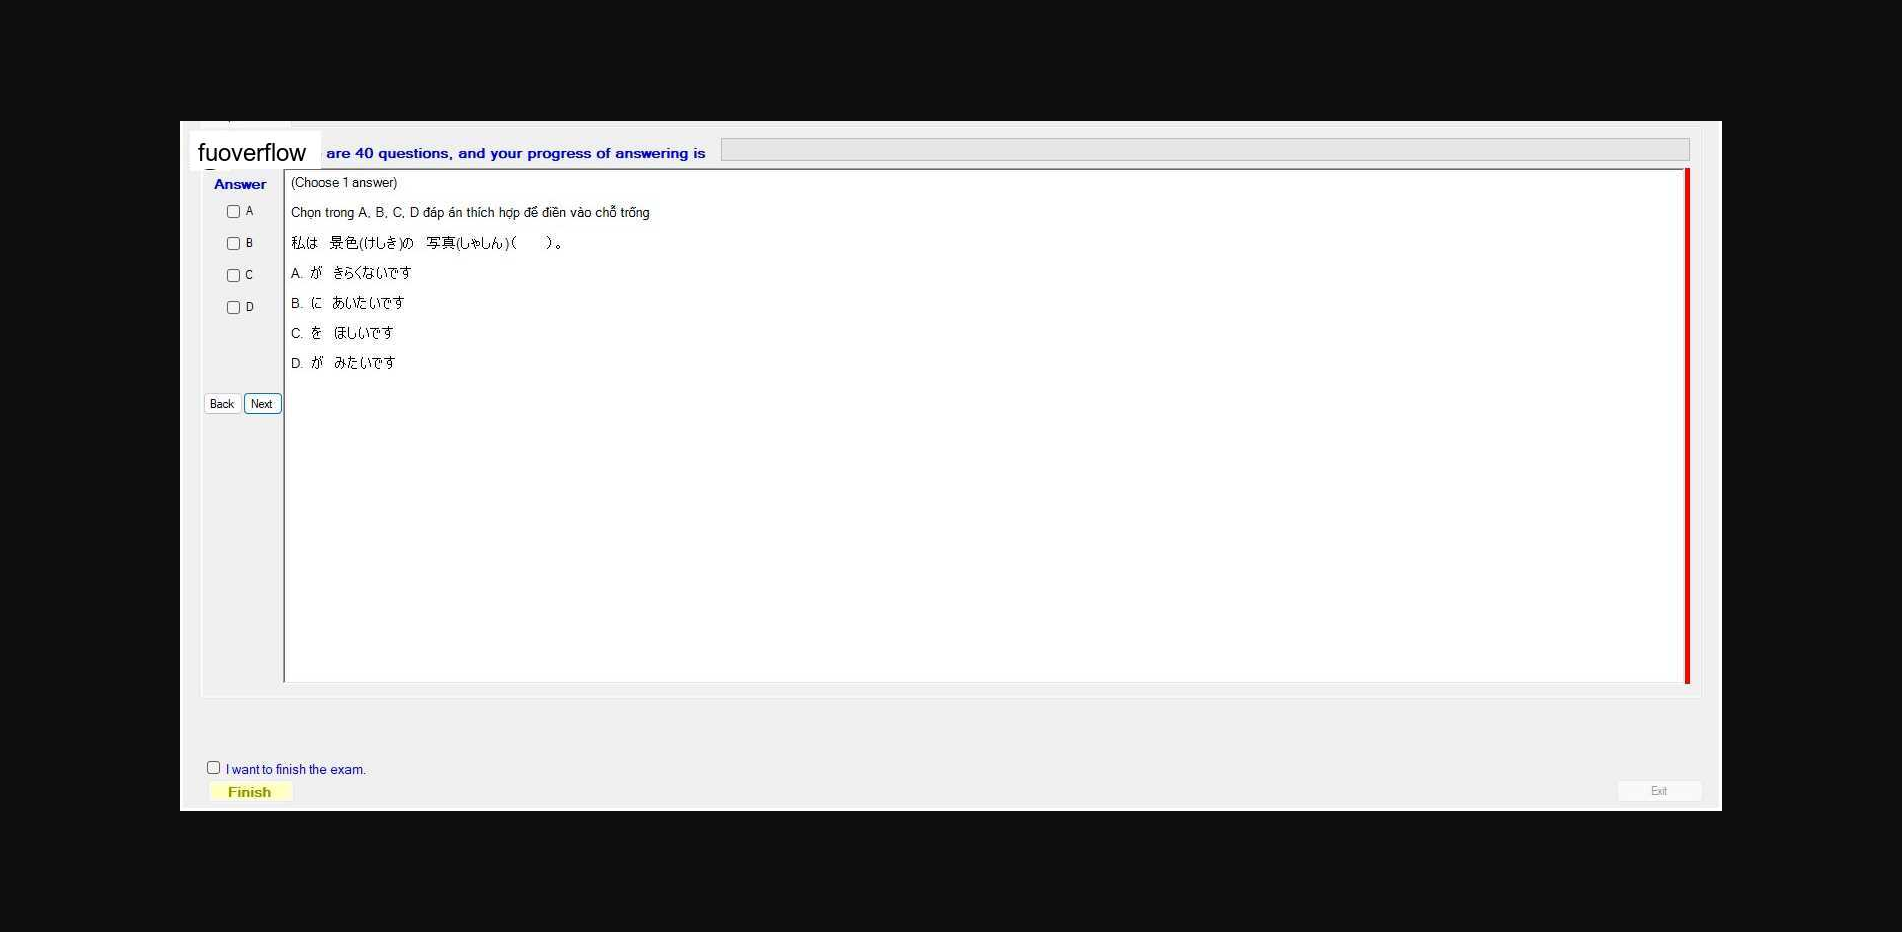 fuoverflow are 40 questions, and your progress of answering is
Answer
A
B
C
D
Back Next
(Choose 1 answer)
Chọn trong A, B, C, D đáp án thích hợp để điền vào chỗ trống
私は 景色(けしき)の 写真(しゃしん)( )。
A. が きらくないです
B. に あいたいです
C. を ほしいです
D. が みたいです
I want to finish the exam.
Finish
Exit